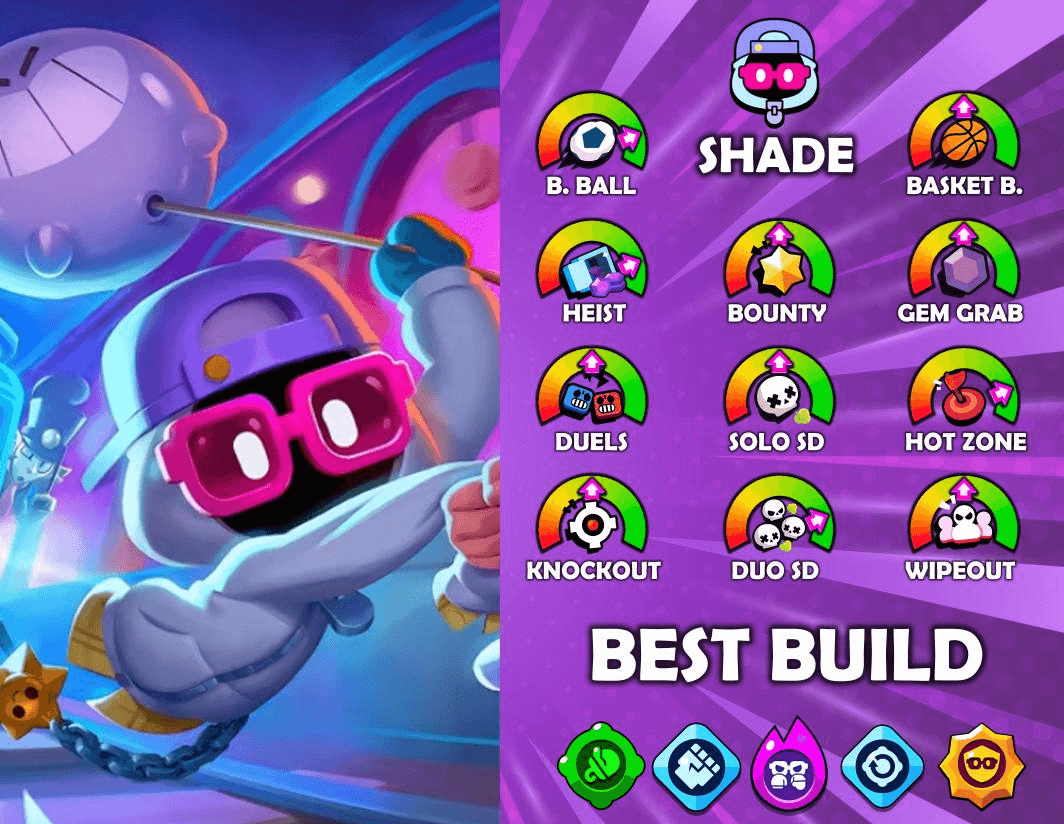 SHADE
B. BALL
BASKET B.
HEIST
BOUNTY
GEM GRAB
DUELS
SOLO SD
HOT ZONE
KNOCKOUT
DUO SD
WIPEOUT
BEST BUILD